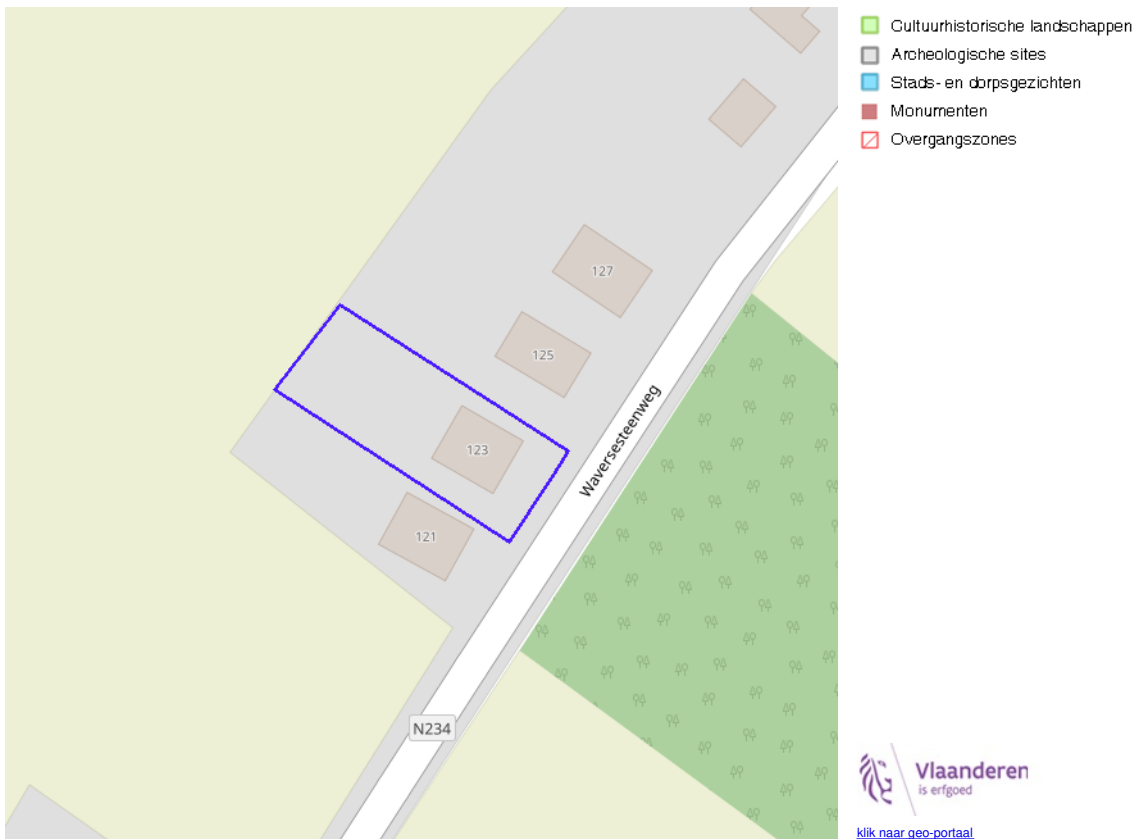 Cultuurhistorische landschappen
Archeologische sites
Stads- en dorpsgezichten
Monumenten
Overgangszones
127
125
123
121
Waversesteenweg
N234
Vlaanderen
is erfgoed
klik naar geo-portaal